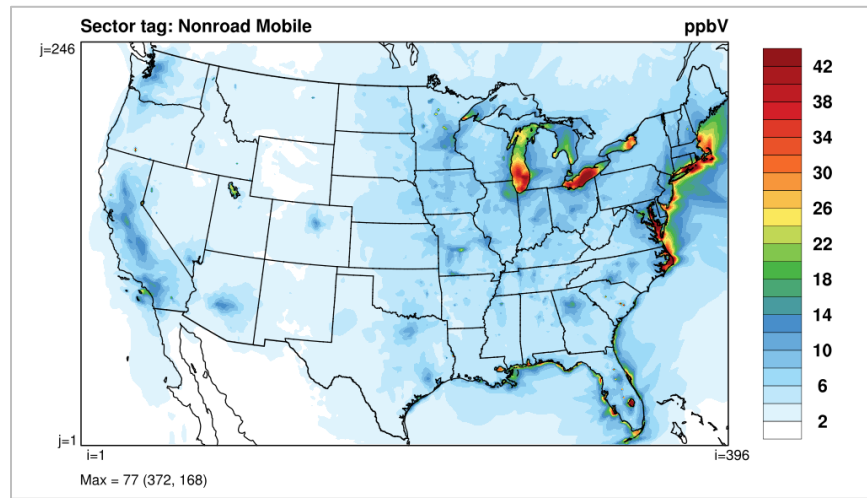 Sector tag: Nonroad Mobile ppbV
j=246
42
38
34
30
26
22
18
14
10
6
2
j=1
i=1 i=396
Max = 77 (372, 168)